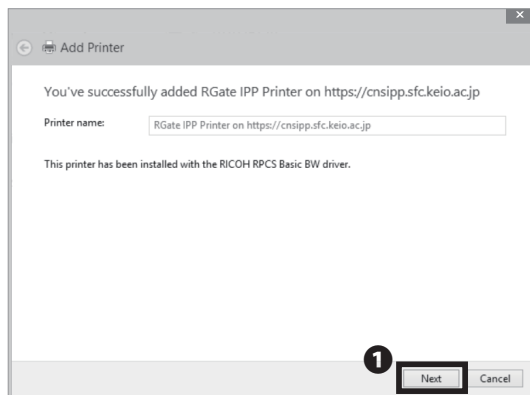 Add Printer
You've successfully added RGate IPP Printer on https://cnsipp.sfc.keio.ac.jp
Printer name:
RGate IPP Printer on https://cnsipp.sfc.keio.ac.jp
This printer has been installed with the RICOH RPCS Basic BW driver.
1
Next
Cancel